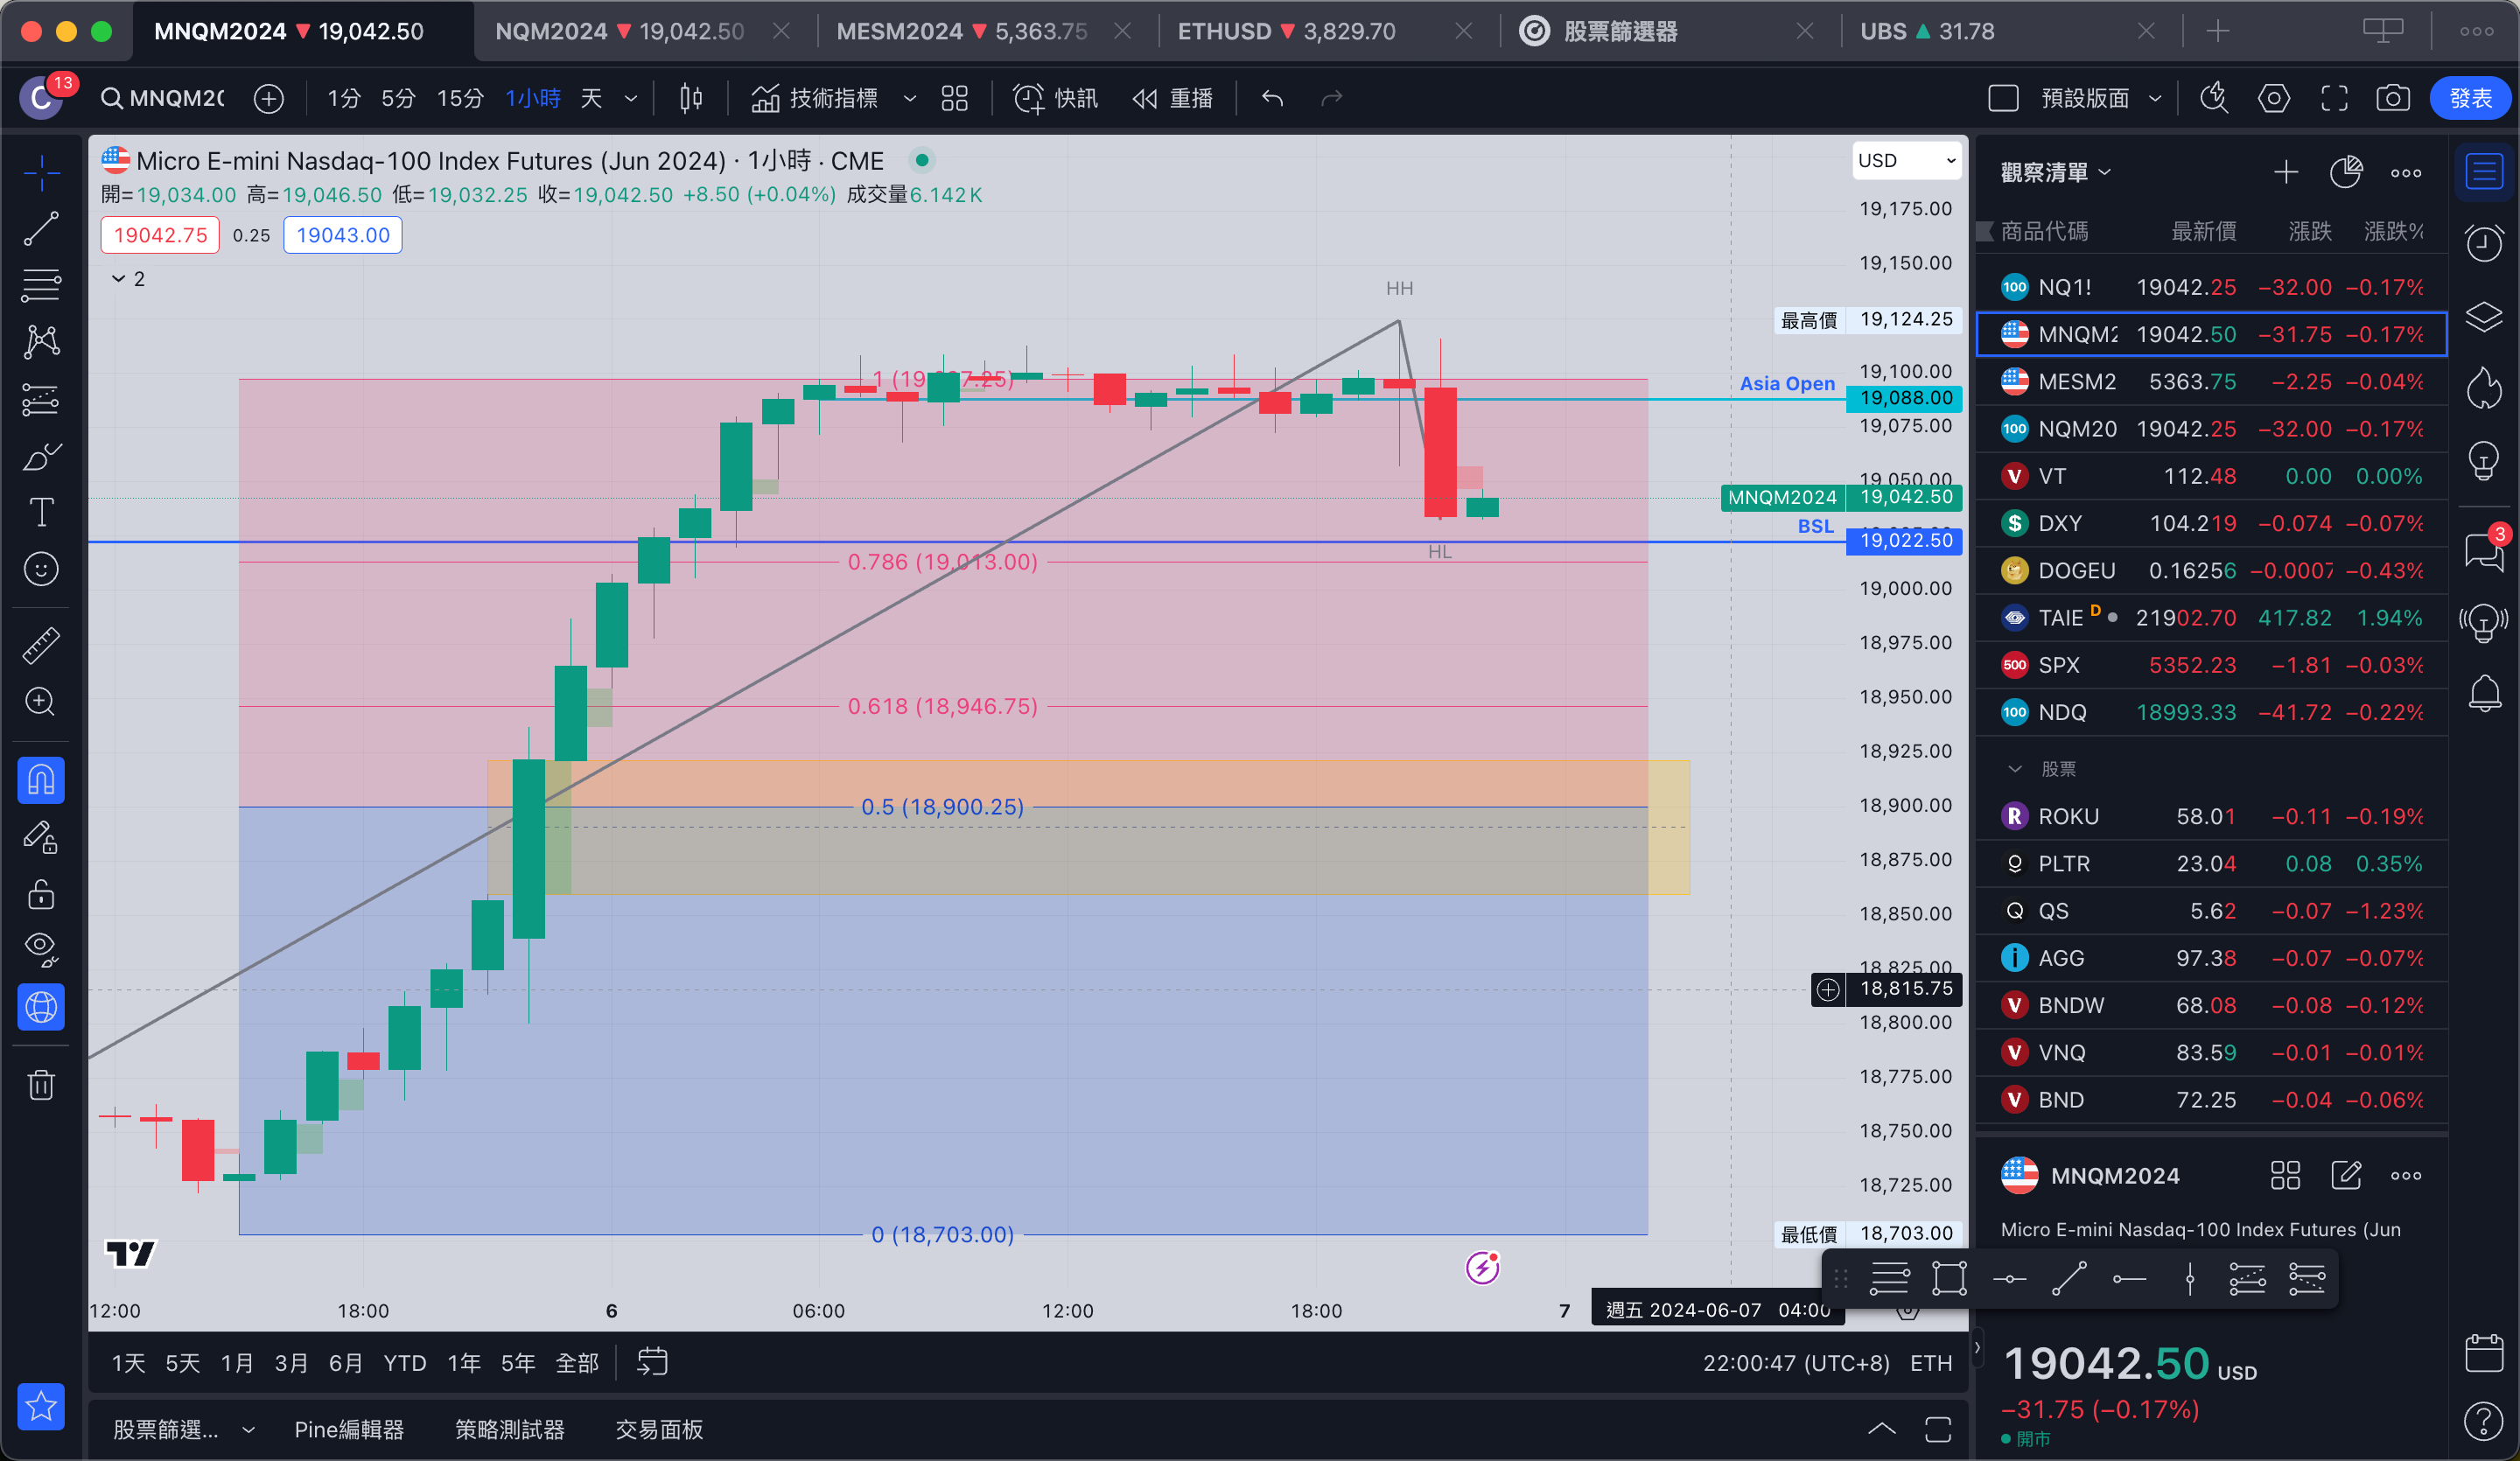 MNQM2024 ▼ 19,042.50
NQM2024 ▼ 19,042.50
MESM2024 ▼ 5,363.75
ETHUSD ▼ 3,829.70
股票篩選器
UBS ▲ 31.78
C 13
MNQM2
1分 5分 15分 1小時 天
技術指標
快訊
重播
預設版面
發表
Micro E-mini Nasdaq-100 Index Futures (Jun 2024) · 1小時 · CME
開=19,034.00 高=19,046.50 低=19,032.25 收=19,042.50 +8.50 (+0.04%) 成交量6.142K
19042.75 0.25 19043.00
2
USD
19,175.00
19,150.00
HH
最高價 19,124.25
19,100.00
Asia Open 19,088.00
19,075.00
19,050.00
MNQM2024 19,042.50
BSL 19,022.50
HL
0.786 (19,013.00)
19,000.00
18,975.00
18,950.00
0.618 (18,946.75)
18,925.00
0.5 (18,900.25)
18,900.00
18,875.00
18,850.00
18,825.00
18,815.75
18,800.00
18,775.00
18,750.00
18,725.00
0 (18,703.00)
最低價 18,703.00
12:00 18:00 6 06:00 12:00 18:00 7
週五 2024-06-07 04:00
1天 5天 1月 3月 6月 YTD 1年 5年 全部
22:00:47 (UTC+8) ETH
股票篩選... Pine編輯器 策略測試器 交易面板
觀察清單
商品代碼 最新價 漲跌 漲跌%
100 NQ1! 19042.25 −32.00 −0.17%
MNQM2 19042.50 −31.75 −0.17%
MESM2 5363.75 −2.25 −0.04%
100 NQM20 19042.25 −32.00 −0.17%
V VT 112.48 0.00 0.00%
$ DXY 104.219 −0.074 −0.07%
DOGEU 0.16256 −0.0007 −0.43%
TAIE D 21902.70 417.82 1.94%
500 SPX 5352.23 −1.81 −0.03%
100 NDQ 18993.33 −41.72 −0.22%
股票
R ROKU 58.01 −0.11 −0.19%
PLTR 23.04 0.08 0.35%
Q QS 5.62 −0.07 −1.23%
i AGG 97.38 −0.07 −0.07%
V BNDW 68.08 −0.08 −0.12%
V VNQ 83.59 −0.01 −0.01%
V BND 72.25 −0.04 −0.06%
MNQM2024
Micro E-mini Nasdaq-100 Index Futures (Jun
19042.50 USD
−31.75 (−0.17%)
開市
3